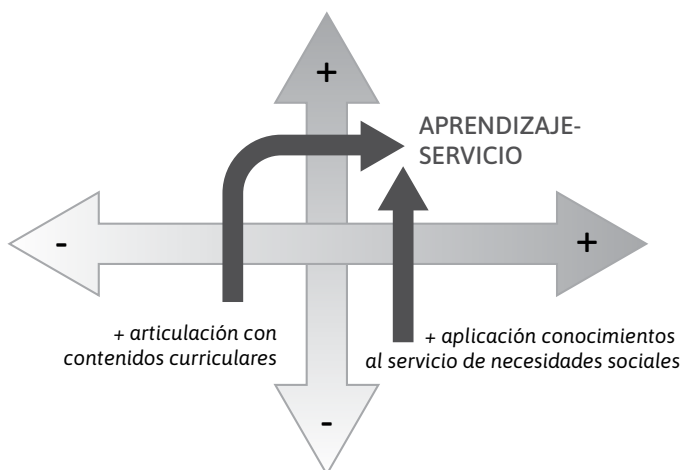 +
APRENDIZAJE-
SERVICIO
-
+
+ articulación con
contenidos curriculares
+ aplicación conocimientos
al servicio de necesidades sociales
-